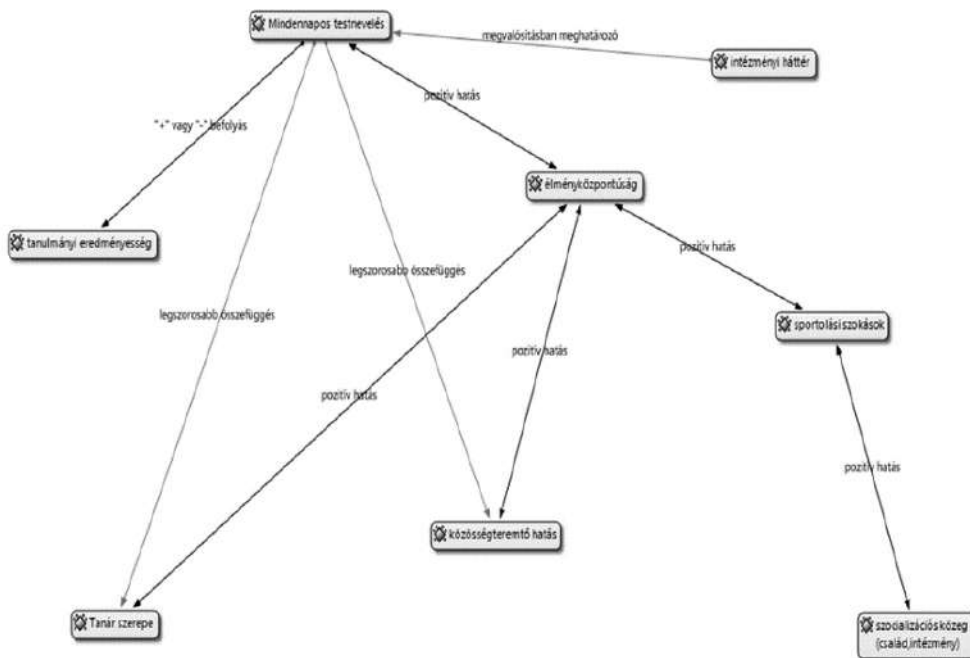 Mindennapos testnevelés
megvalósításban meghatározó
intézményi háttér
pozitív hatás
"+" vagy "-" befolyás
élményközpontúság
tanulmányi eredményesség
pozitív hatás
legszorosabb összefüggés
legszorosabb összefüggés
sportolási szokások
pozitív hatás
pozitív hatás
pozitív hatás
közösségteremtő hatás
Tanár szerepe
szocializációs közeg
(család,intézmény)